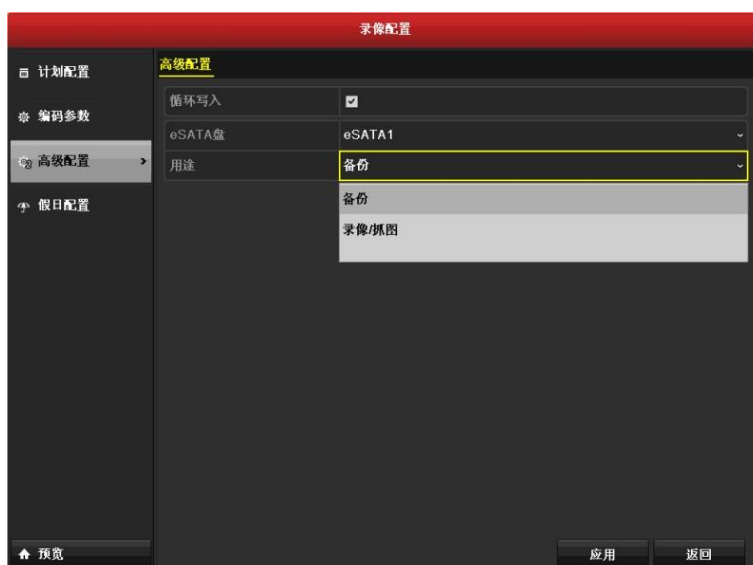 录像配置
计划配置
编码参数
高级配置
假日配置
预览
高级配置
循环写入
eSATA盘 eSATA1
用途 备份
备份
录像/抓图
应用 返回